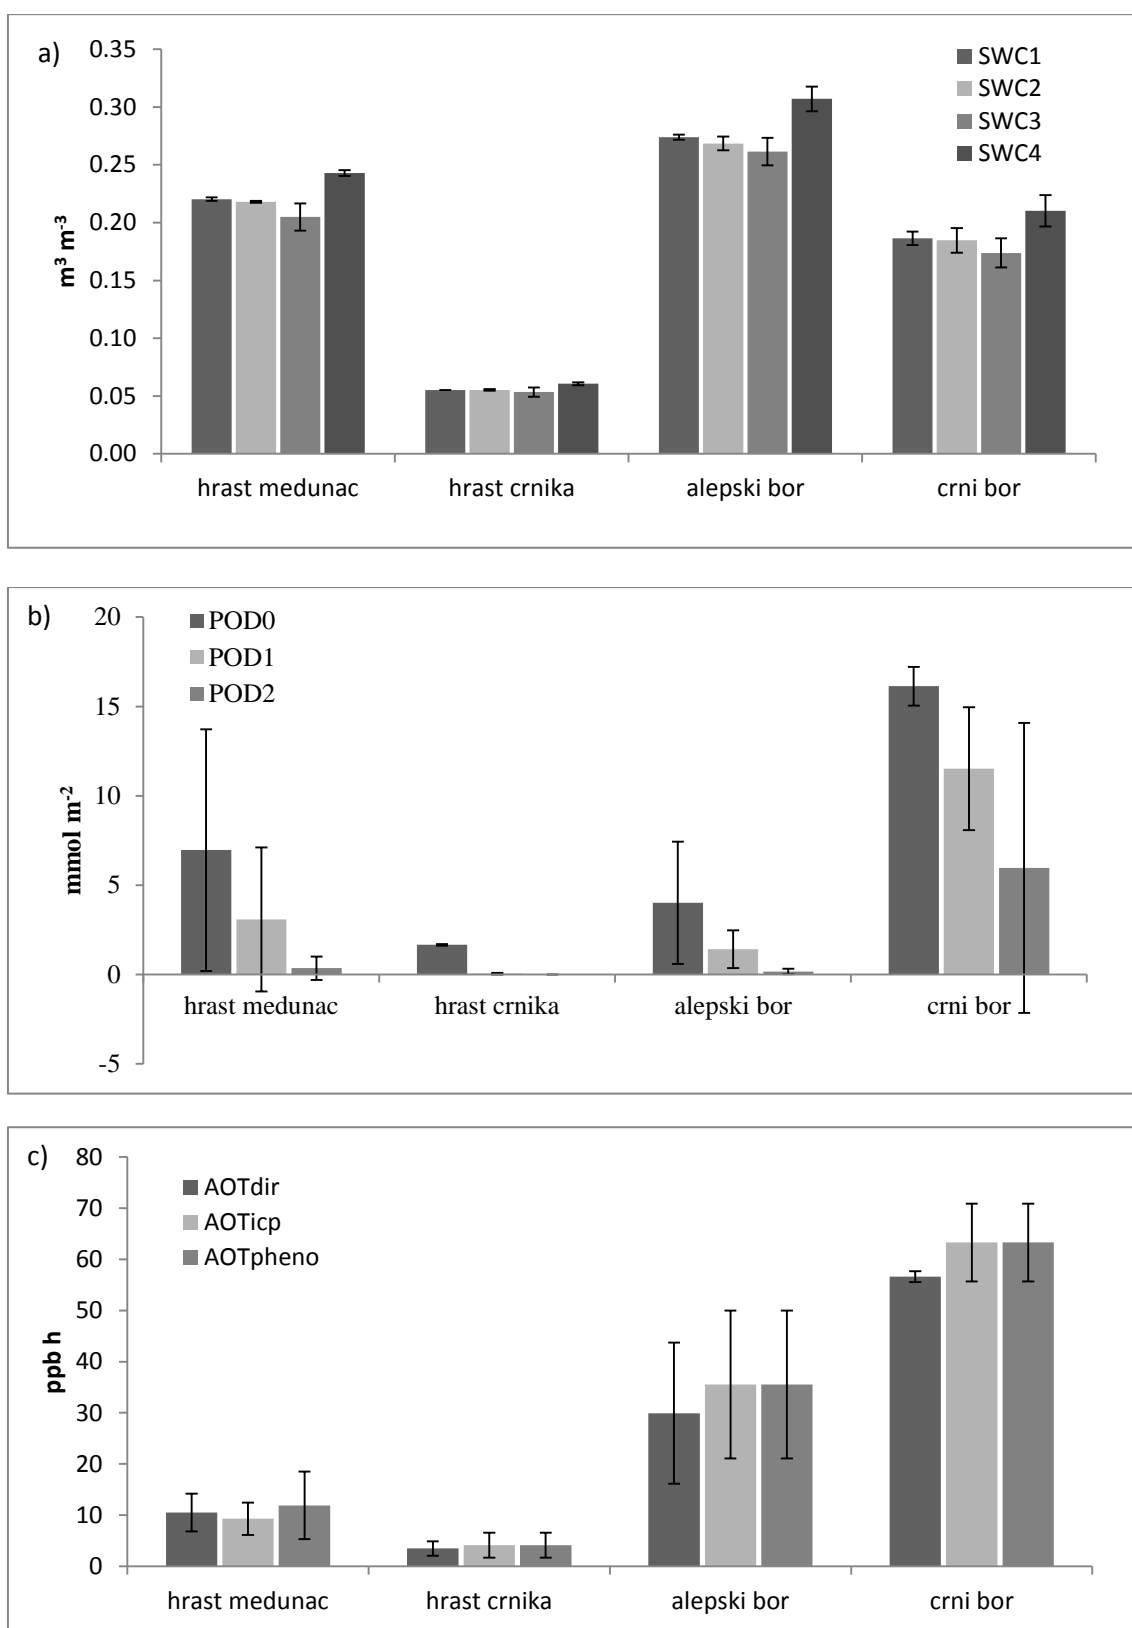 a)
0.35
0.30
0.25
0.20
0.15
0.10
0.05
0.00
m³ m⁻³
SWC1
SWC2
SWC3
SWC4
hrast medunac hrast crnika alepski bor crni bor
b)
20
15
10
5
0
-5
mmol m⁻²
POD0
POD1
POD2
hrast medunac hrast crnika alepski bor crni bor
c)
80
70
60
50
40
30
20
10
0
ppb h
AOTdir
AOTicp
AOTpheno
hrast medunac hrast crnika alepski bor crni bor